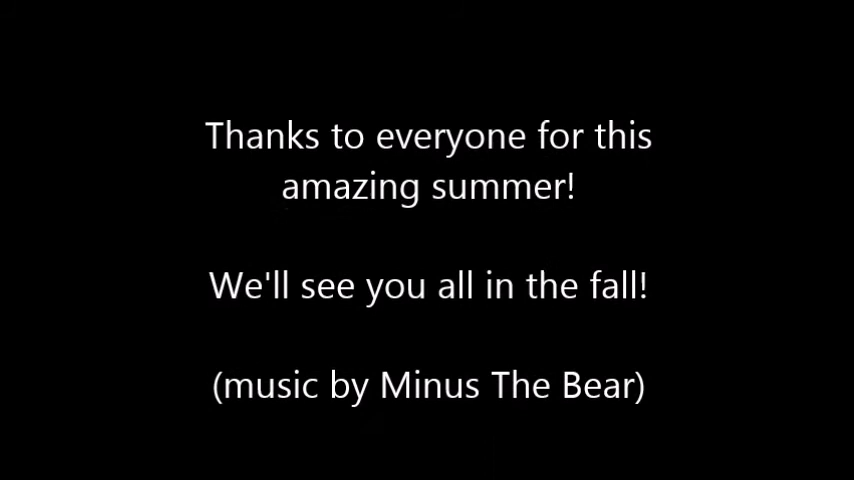 Thanks to everyone for this
amazing summer!
We'll see you all in the fall!
(music by Minus The Bear)